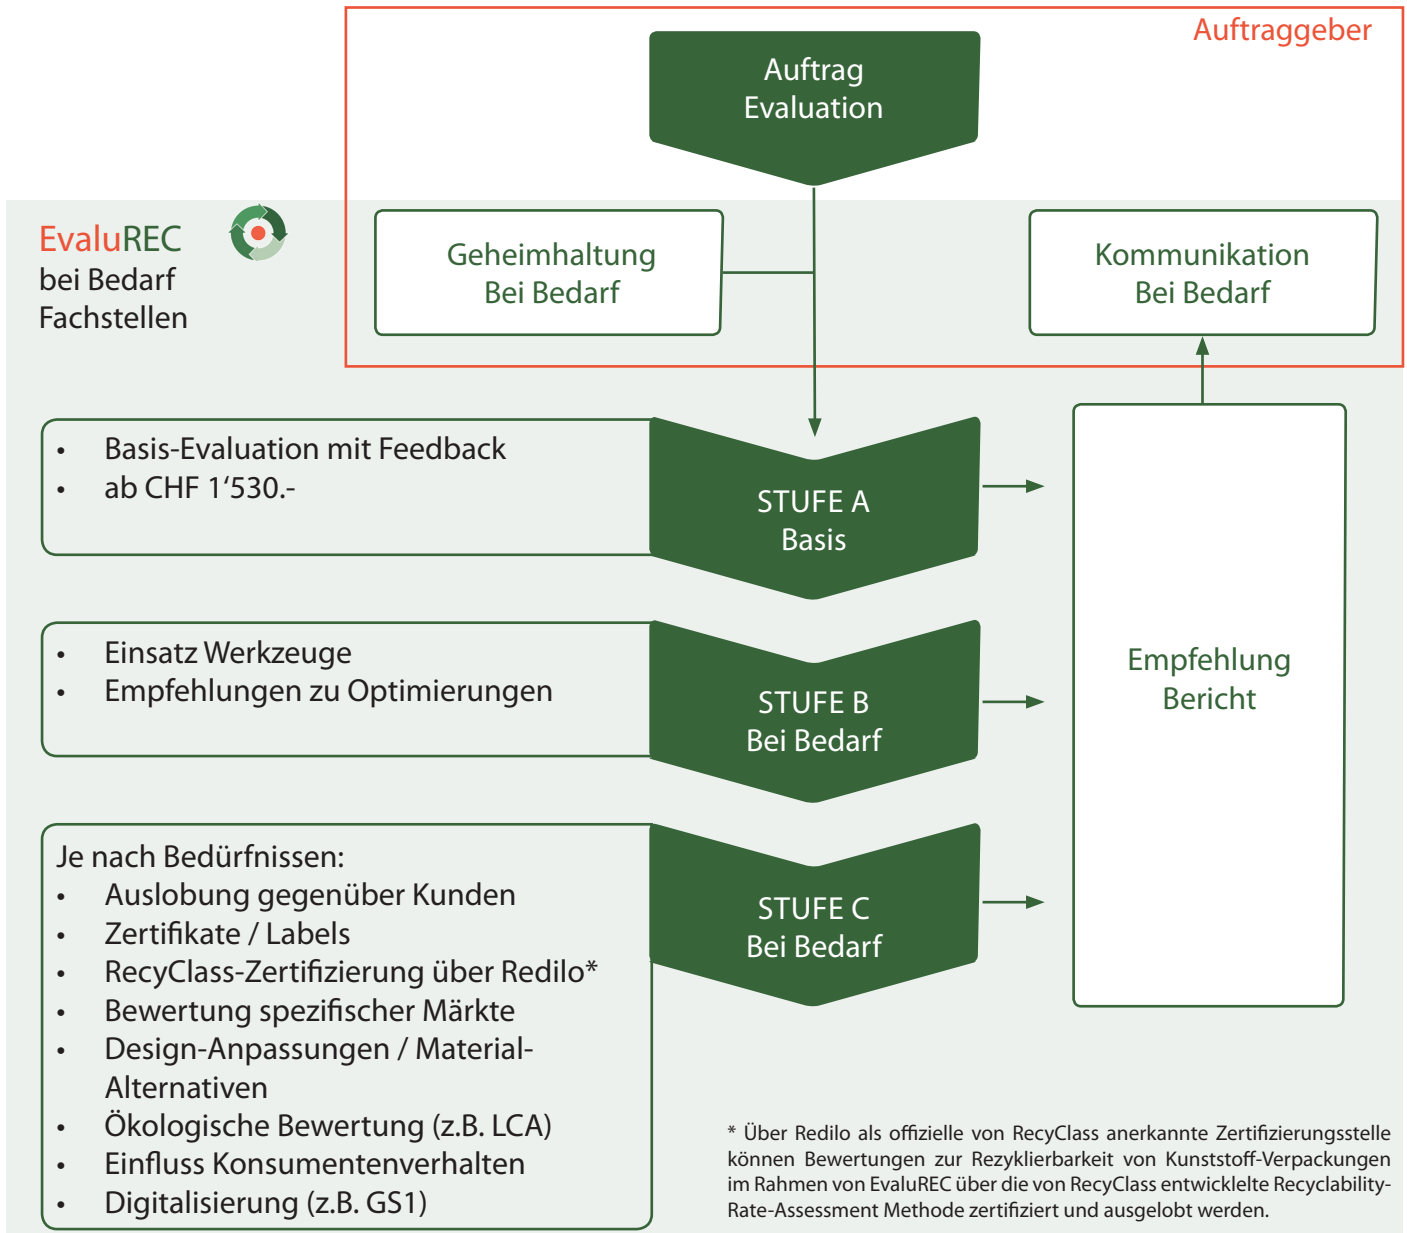 Auftraggeber
Auftrag
Evaluation
EvaluREC
bei Bedarf
Fachstellen
Geheimhaltung
Bei Bedarf
Kommunikation
Bei Bedarf
• Basis-Evaluation mit Feedback
• ab CHF 1‘530.-
STUFE A
Basis
• Einsatz Werkzeuge
• Empfehlungen zu Optimierungen
STUFE B
Bei Bedarf
Empfehlung
Bericht
Je nach Bedürfnissen:
• Auslobung gegenüber Kunden
• Zertifikate / Labels
• RecyClass-Zertifizierung über Redilo*
• Bewertung spezifischer Märkte
• Design-Anpassungen / Material-
Alternativen
• Ökologische Bewertung (z.B. LCA)
• Einfluss Konsumentenverhalten
• Digitalisierung (z.B. GS1)
STUFE C
Bei Bedarf
* Über Redilo als offizielle von RecyClass anerkannte Zertifizierungsstelle
können Bewertungen zur Rezyklierbarkeit von Kunststoff-Verpackungen
im Rahmen von EvaluREC über die von RecyClass entwicklelte Recyclability-
Rate-Assessment Methode zertifiziert und ausgelobt werden.